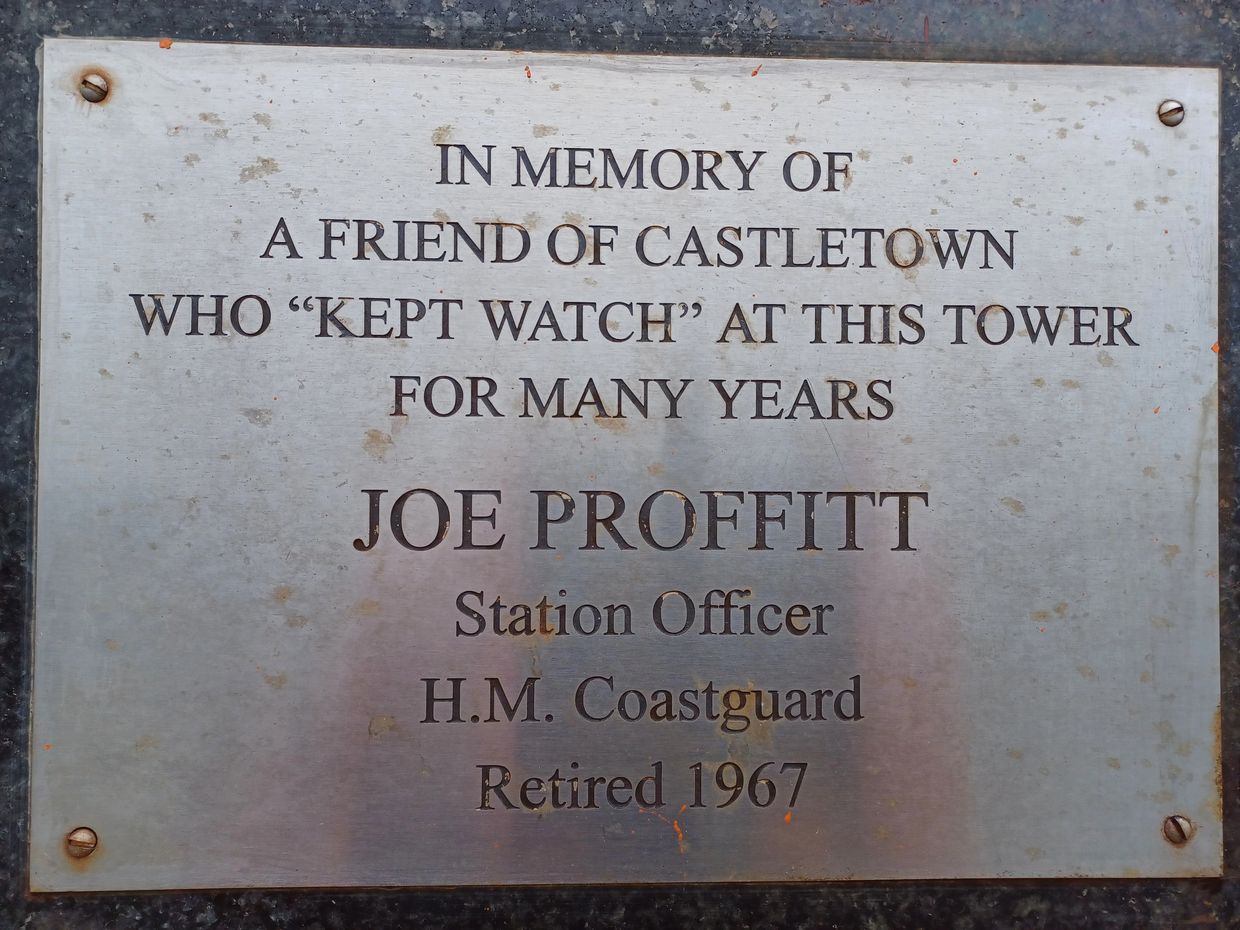 IN MEMORY OF
A FRIEND OF CASTLETOWN
WHO “KEPT WATCH” AT THIS TOWER
FOR MANY YEARS
JOE PROFFITT
Station Officer
H.M. Coastguard
Retired 1967